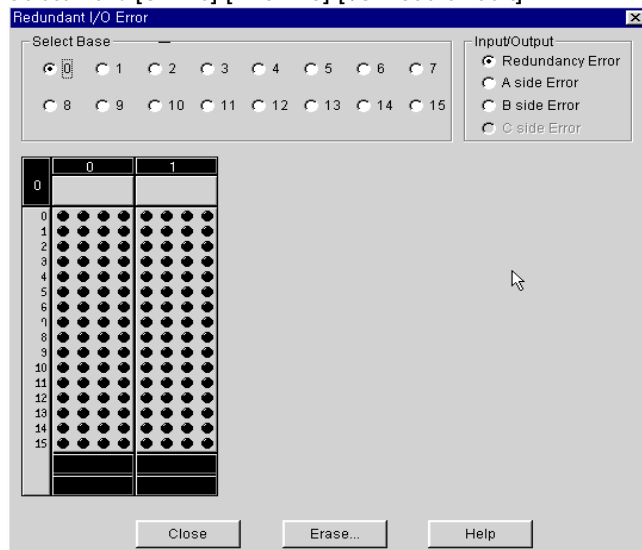 Redundant I/O Error
Select Base
0 1 2 3 4 5 6 7
8 9 10 11 12 13 14 15
Input/Output
Redundancy Error
A side Error
B side Error
C side Error
0 1
0
0
1
2
3
4
5
6
7
8
9
10
11
12
13
14
15
Close Erase... Help